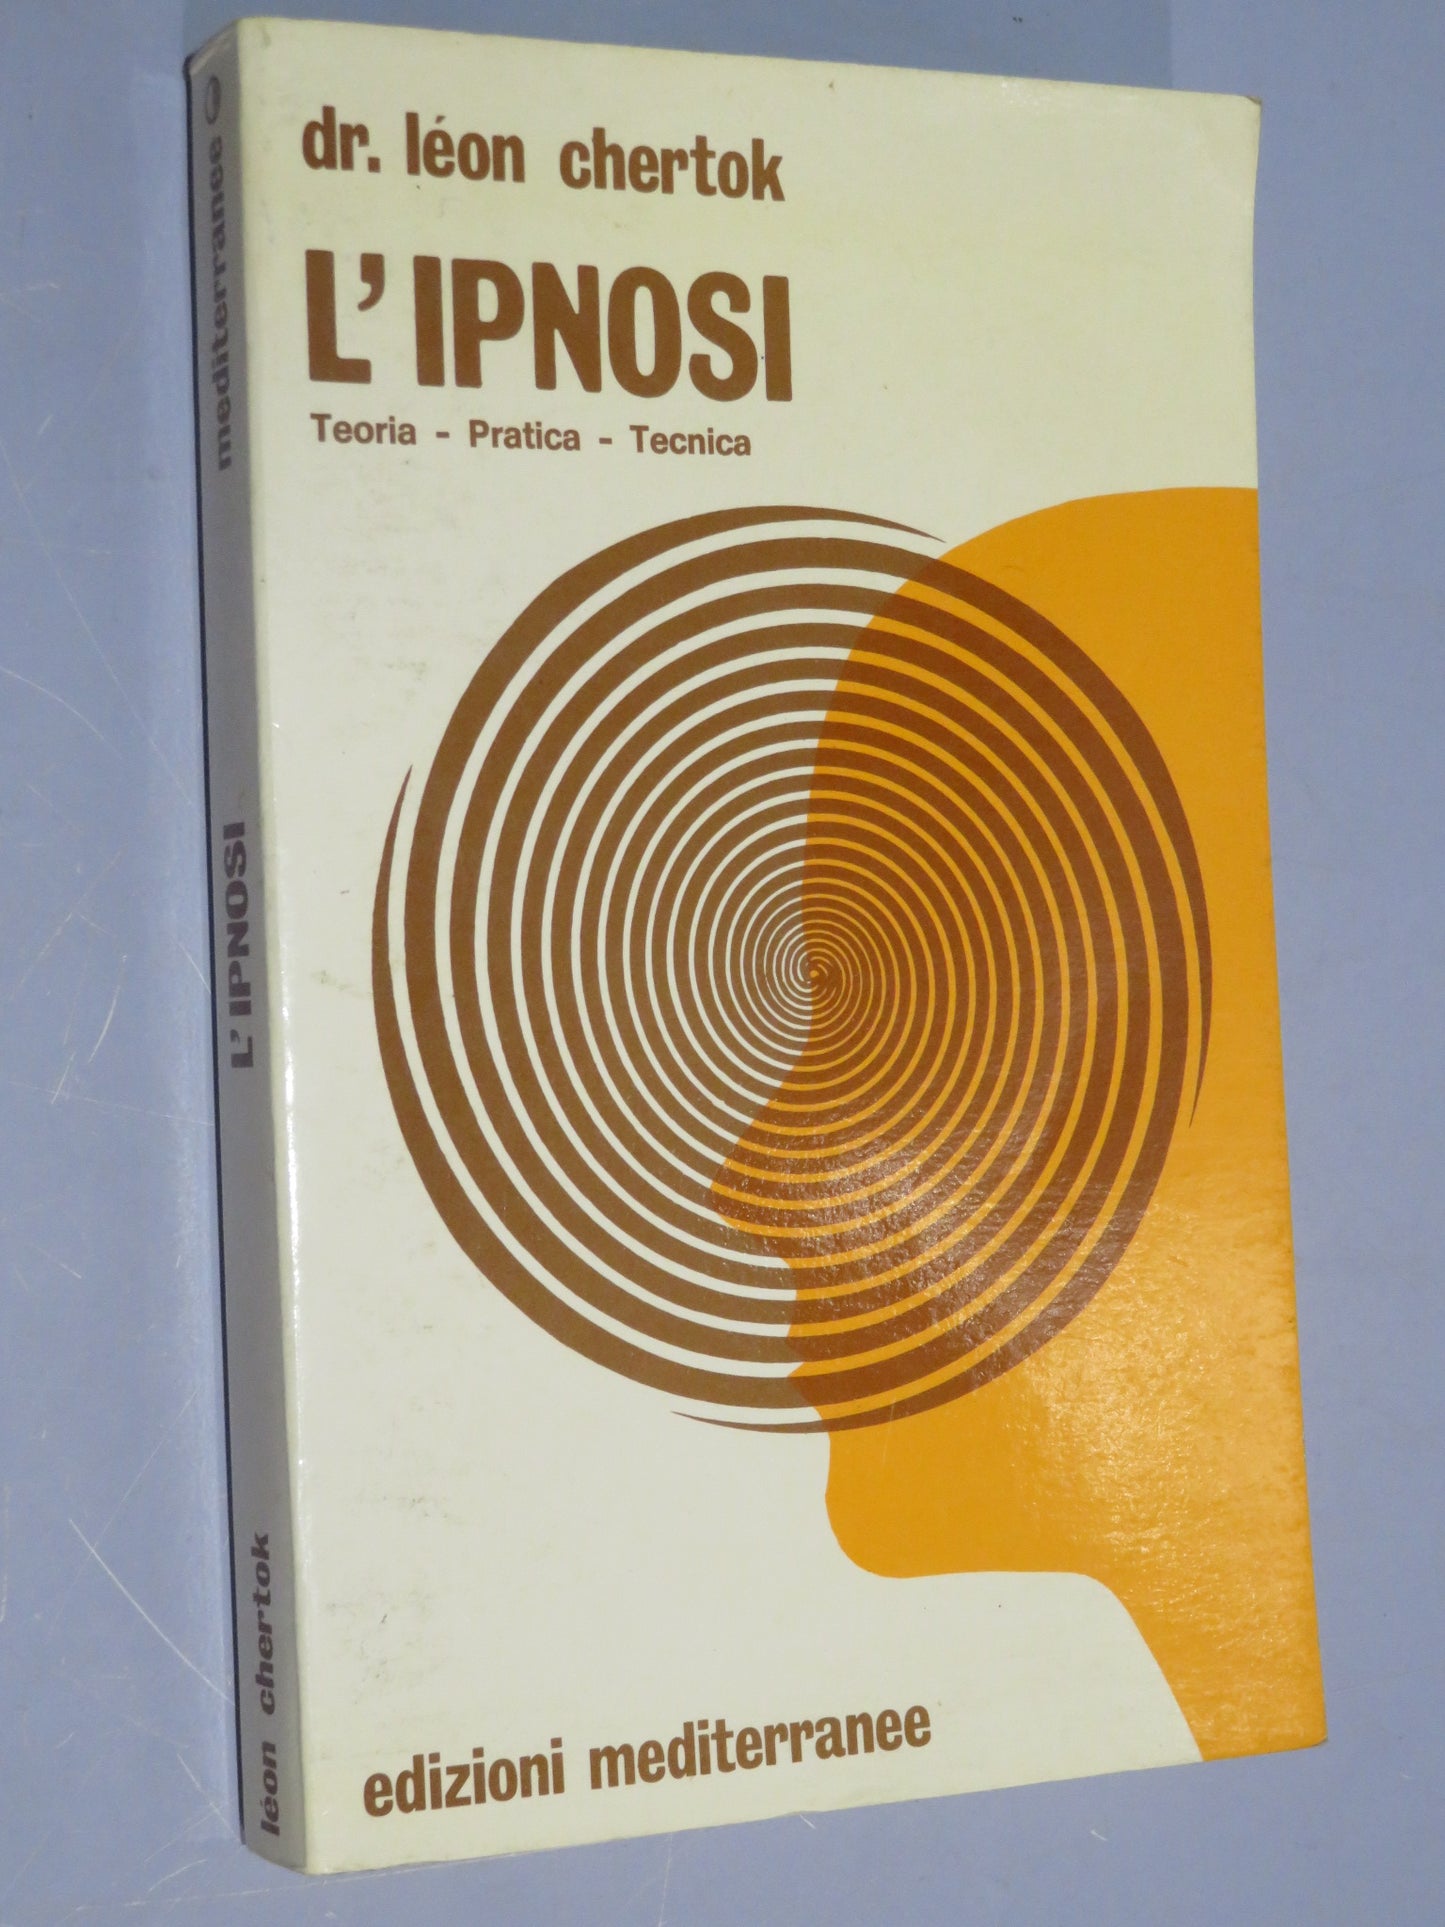 dr. léon chertok
L'IPNOSI
Teoria - Pratica - Tecnica
edizioni mediterranee
léon chertok
L'IPNOSI
mediterranee